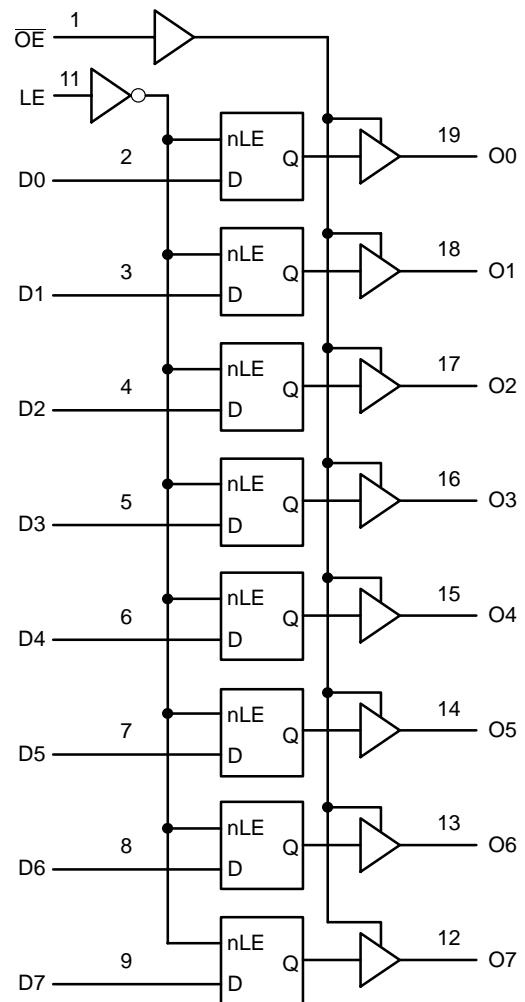 OE 1
LE 11
D0 2 nLE D Q 19 O0
D1 3 nLE D Q 18 O1
D2 4 nLE D Q 17 O2
D3 5 nLE D Q 16 O3
D4 6 nLE D Q 15 O4
D5 7 nLE D Q 14 O5
D6 8 nLE D Q 13 O6
D7 9 nLE D Q 12 O7